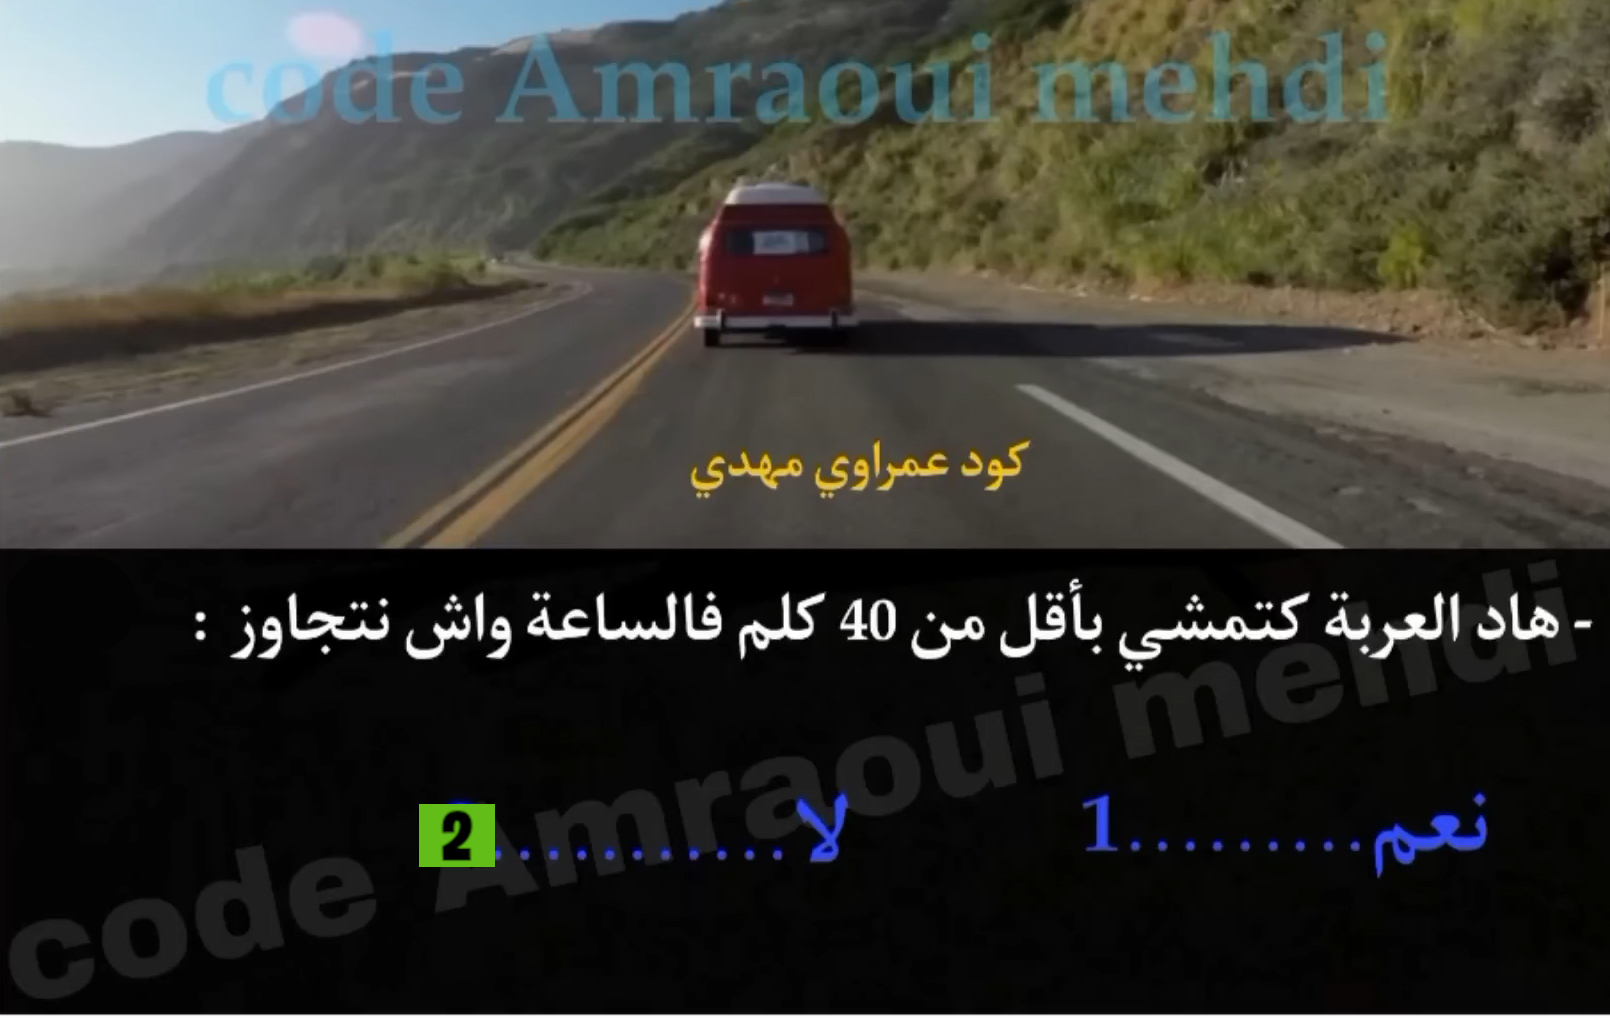 code Amraoui mehdi
كود عمراوي مهدي
- هاد العربة كتمشي بأقل من 40 كلم فالساعة واش نتجاوز :
نعم.........1 لا............2
code Amraoui mehdi